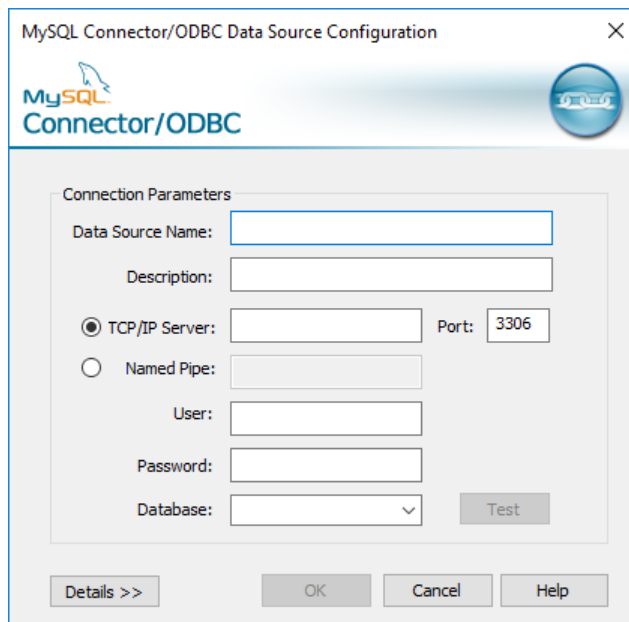 MySQL Connector/ODBC Data Source Configuration
MySQL
Connector/ODBC
Connection Parameters
Data Source Name:
Description:
TCP/IP Server: Port: 3306
Named Pipe:
User:
Password:
Database: Test
Details >> OK Cancel Help